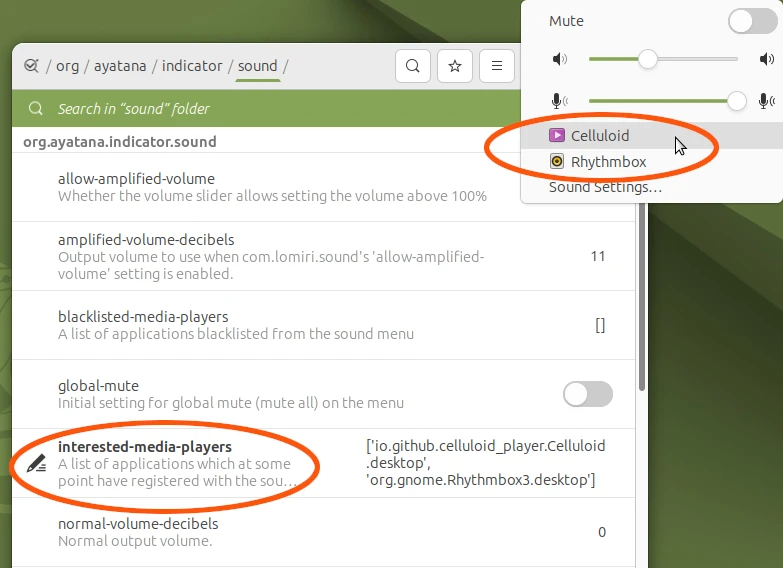 Mute
/ org / ayatana / indicator / sound /
Search in “sound” folder
Celluloid
Rhythmbox
Sound Settings...
org.ayatana.indicator.sound
allow-amplified-volume
Whether the volume slider allows setting the volume above 100%
amplified-volume-decibels
Output volume to use when com.lomiri.sound's 'allow-amplified-
volume' setting is enabled.
11
blacklisted-media-players
A list of applications blacklisted from the sound menu
[]
global-mute
Initial setting for global mute (mute all) on the menu
interested-media-players
A list of applications which at some
point have registered with the sou…
['io.github.celluloid_player.Celluloid
.desktop',
'org.gnome.Rhythmbox3.desktop']
normal-volume-decibels
Normal output volume.
0